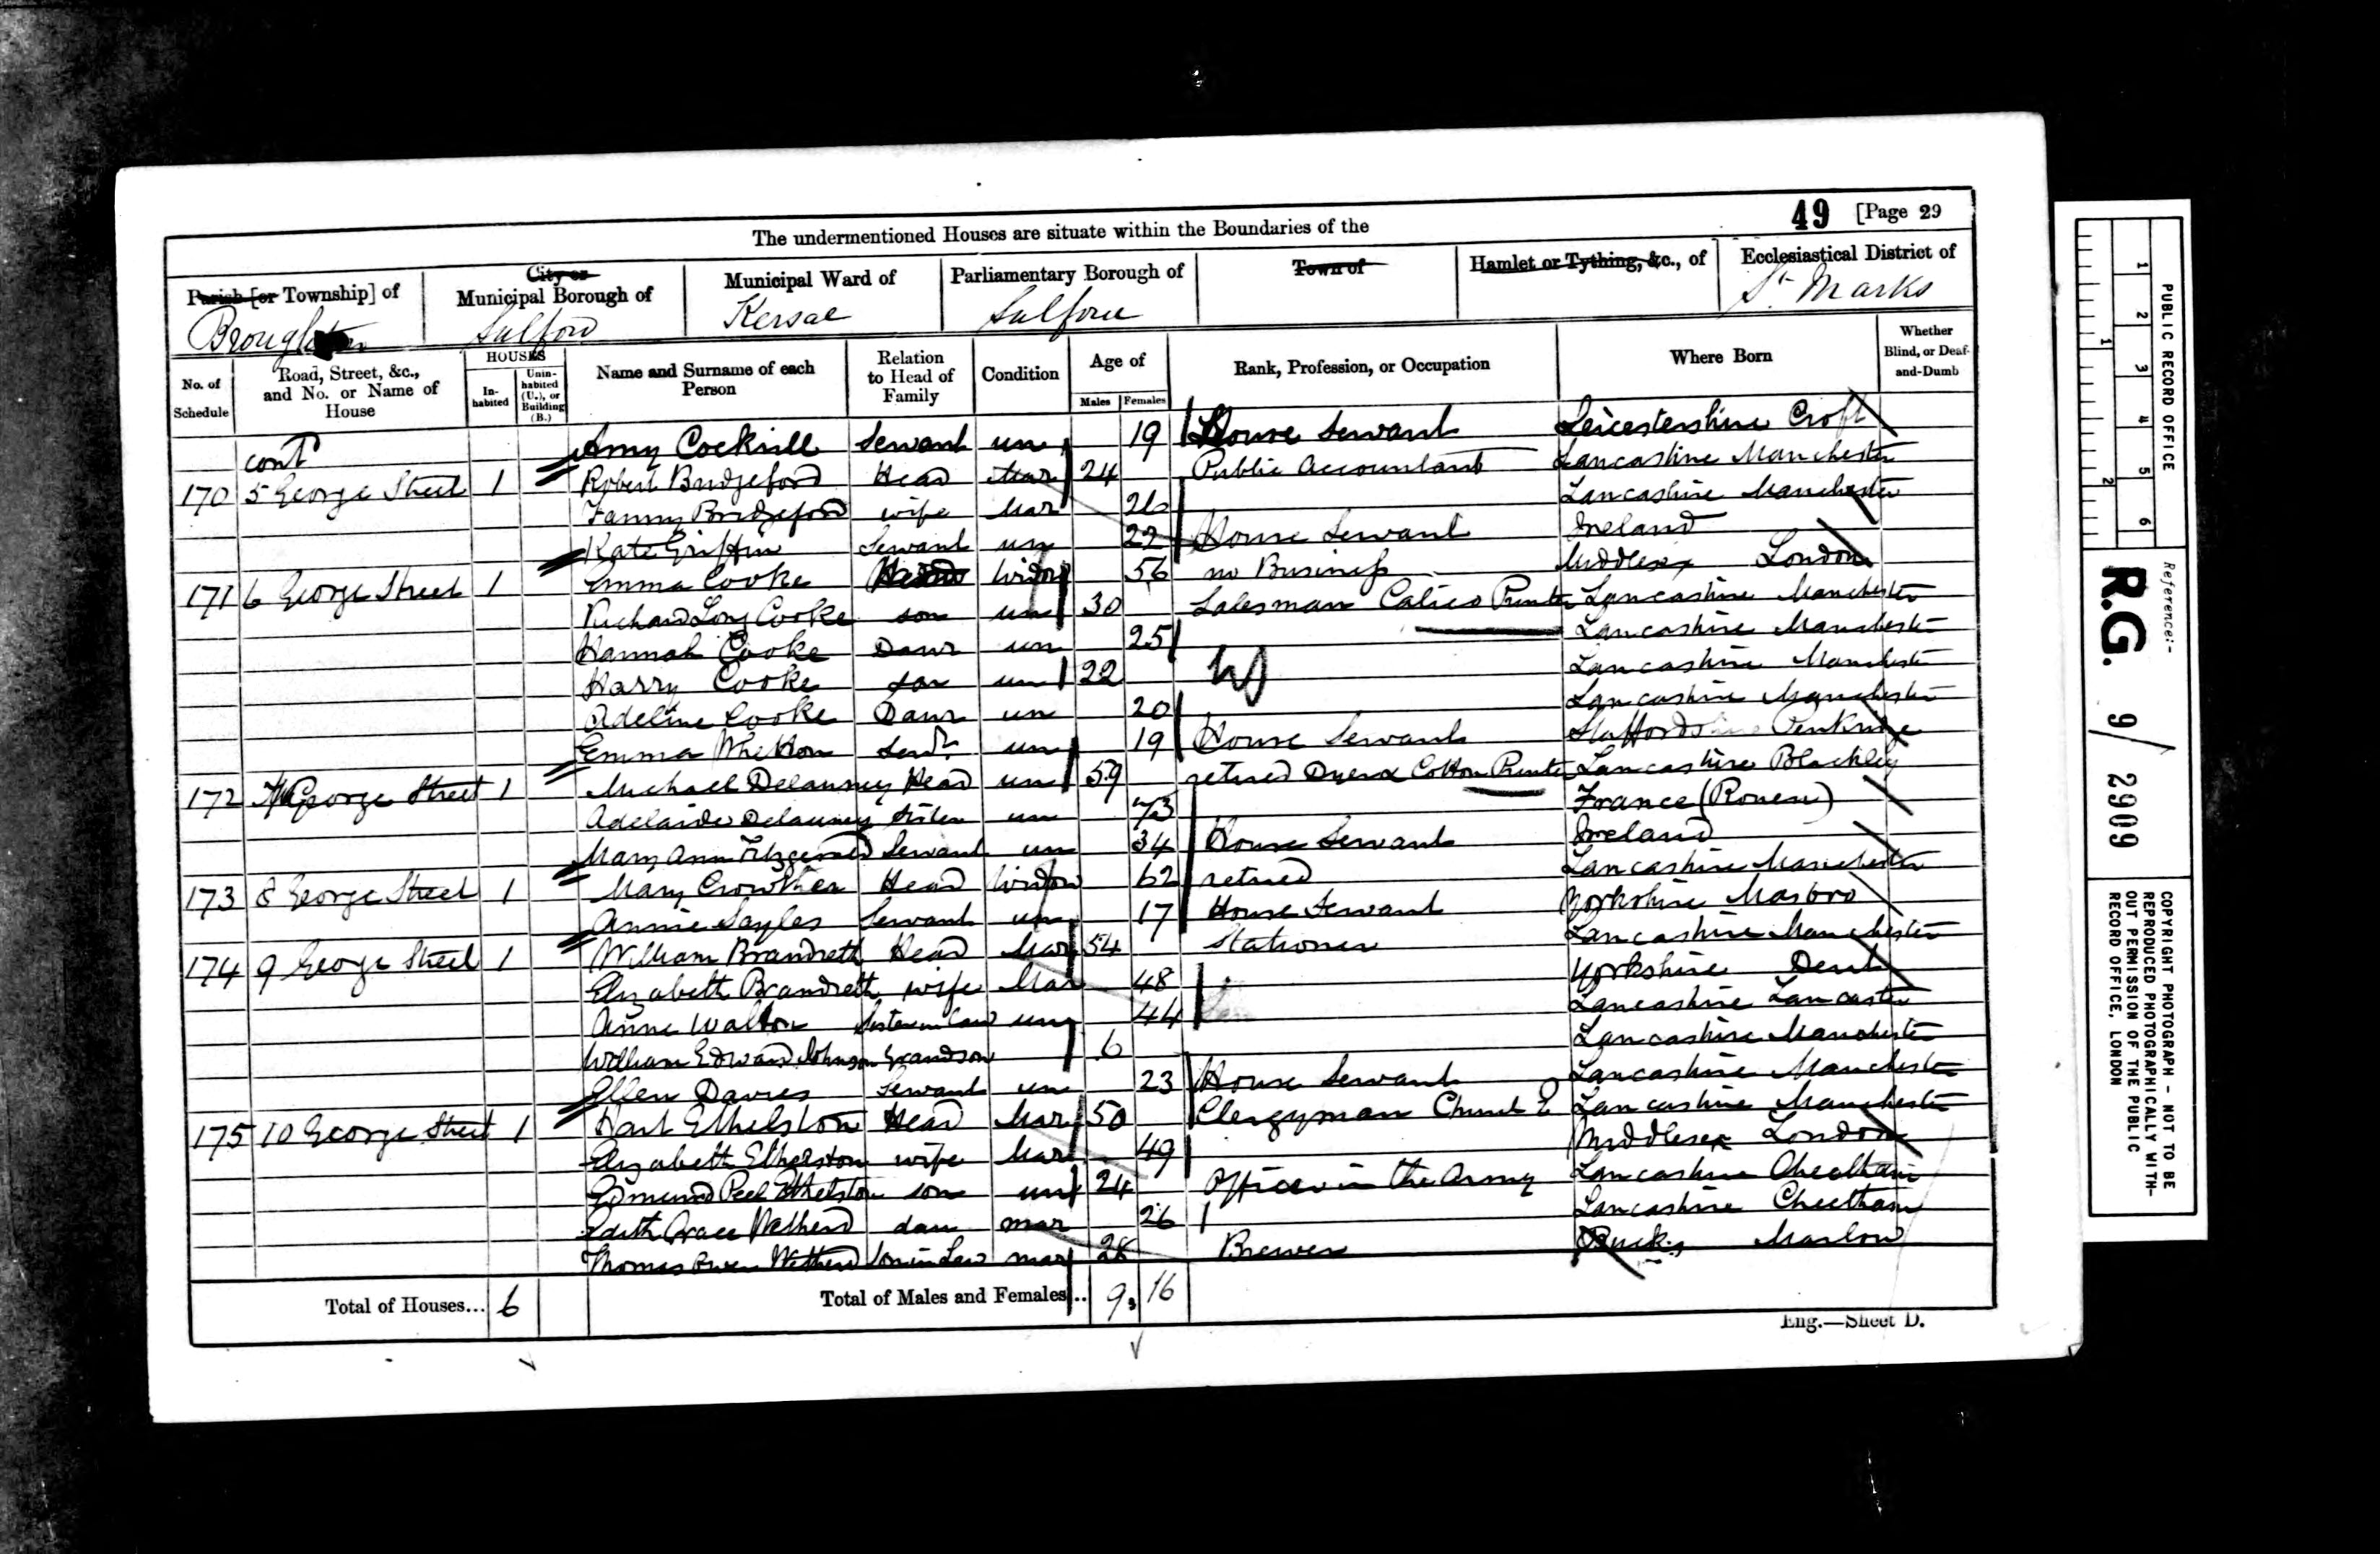 49 [Page 29
The undermentioned Houses are situate within the Boundaries of the
Parish [or Township] of
City or Municipal Borough of
Municipal Ward of
Parliamentary Borough of
Town of
Hamlet or Tything, &c., of
Ecclesiastical District of
Broughton Salford Kersal Salford St Marks
No. of Schedule
Road, Street, &c., and No. or Name of House
HOUSES
In-habited
Unin-habited (U.), or Building (B.)
Name and Surname of each Person
Relation to Head of Family
Condition
Age of
Males Females
Rank, Profession, or Occupation
Where Born
Whether Blind, or Deaf-and-Dumb
cont Amy Cockrill Servant un 19 House Servant Leicestershire Croft
170 5 George Street 1 Robert Bridgeford Head Mar 24 Public Accountant Lancashire Manchester
Fanny Bridgeford wife Mar Lancashire Manchester
Kate Griffin Servant un 22 House Servant Ireland
171 6 George Street 1 Emma Cooke Head Widow 56 no Business Middlesex London
Richard Long Cooke son un 30 Salesman Calico Printer Lancashire Manchester
Hannah Cooke Daur un 25 Lancashire Manchester
Harry Cooke son un 22 Lancashire Manchester
Adeline Cooke Daur un 20 Lancashire Manchester
Emma Whetton Servt un 19 House Servant Staffordshire Penkridge
172 George Street 1 Michael Delauney Head un 59 retired Dyer & Cotton Printer Lancashire Blackley
Adelaide Delauney Sister un 73 France (Rouen)
Mary Ann Fitzgerald Servant un 34 House Servant Ireland
173 8 George Street 1 Mary Crowther Head Widow 62 retired Lancashire Manchester
Annie Sayles Servant un 17 House Servant Yorkshire Masbro
174 9 George Street 1 William Brandreth Head Mar 54 Stationer Lancashire Manchester
Elizabeth Brandreth wife Mar 48 Yorkshire Dent
Anne Walton Sister in Law un 44 Lancashire Lancaster
William Edward Johnson Grandson 6 Lancashire Manchester
Ellen Davies Servant un 23 House Servant Lancashire Manchester
175 10 George Street 1 Hart Ethelston Head Mar 50 Clergyman Church E Lancashire Manchester
Elizabeth Ethelston wife Mar 49 Middlesex London
Edmund Peel Ethelston son un 24 Officer in the Army Lancashire Cheetham
Edith Grace Wethered dau mar 26 Lancashire Cheetham
Thomas Owen Wethered Son in Law mar 28 Brewer Bucks Marlow
Total of Houses... 6 Total of Males and Females... 9 16
Eng.—Sheet D.
PUBLIC RECORD OFFICE
1 2 3 4 5 6
1 2
Reference:-
R.G. 9/ 2909
COPYRIGHT PHOTOGRAPH - NOT TO BE
REPRODUCED PHOTOGRAPHICALLY WITH-
OUT PERMISSION OF THE PUBLIC
RECORD OFFICE, LONDON